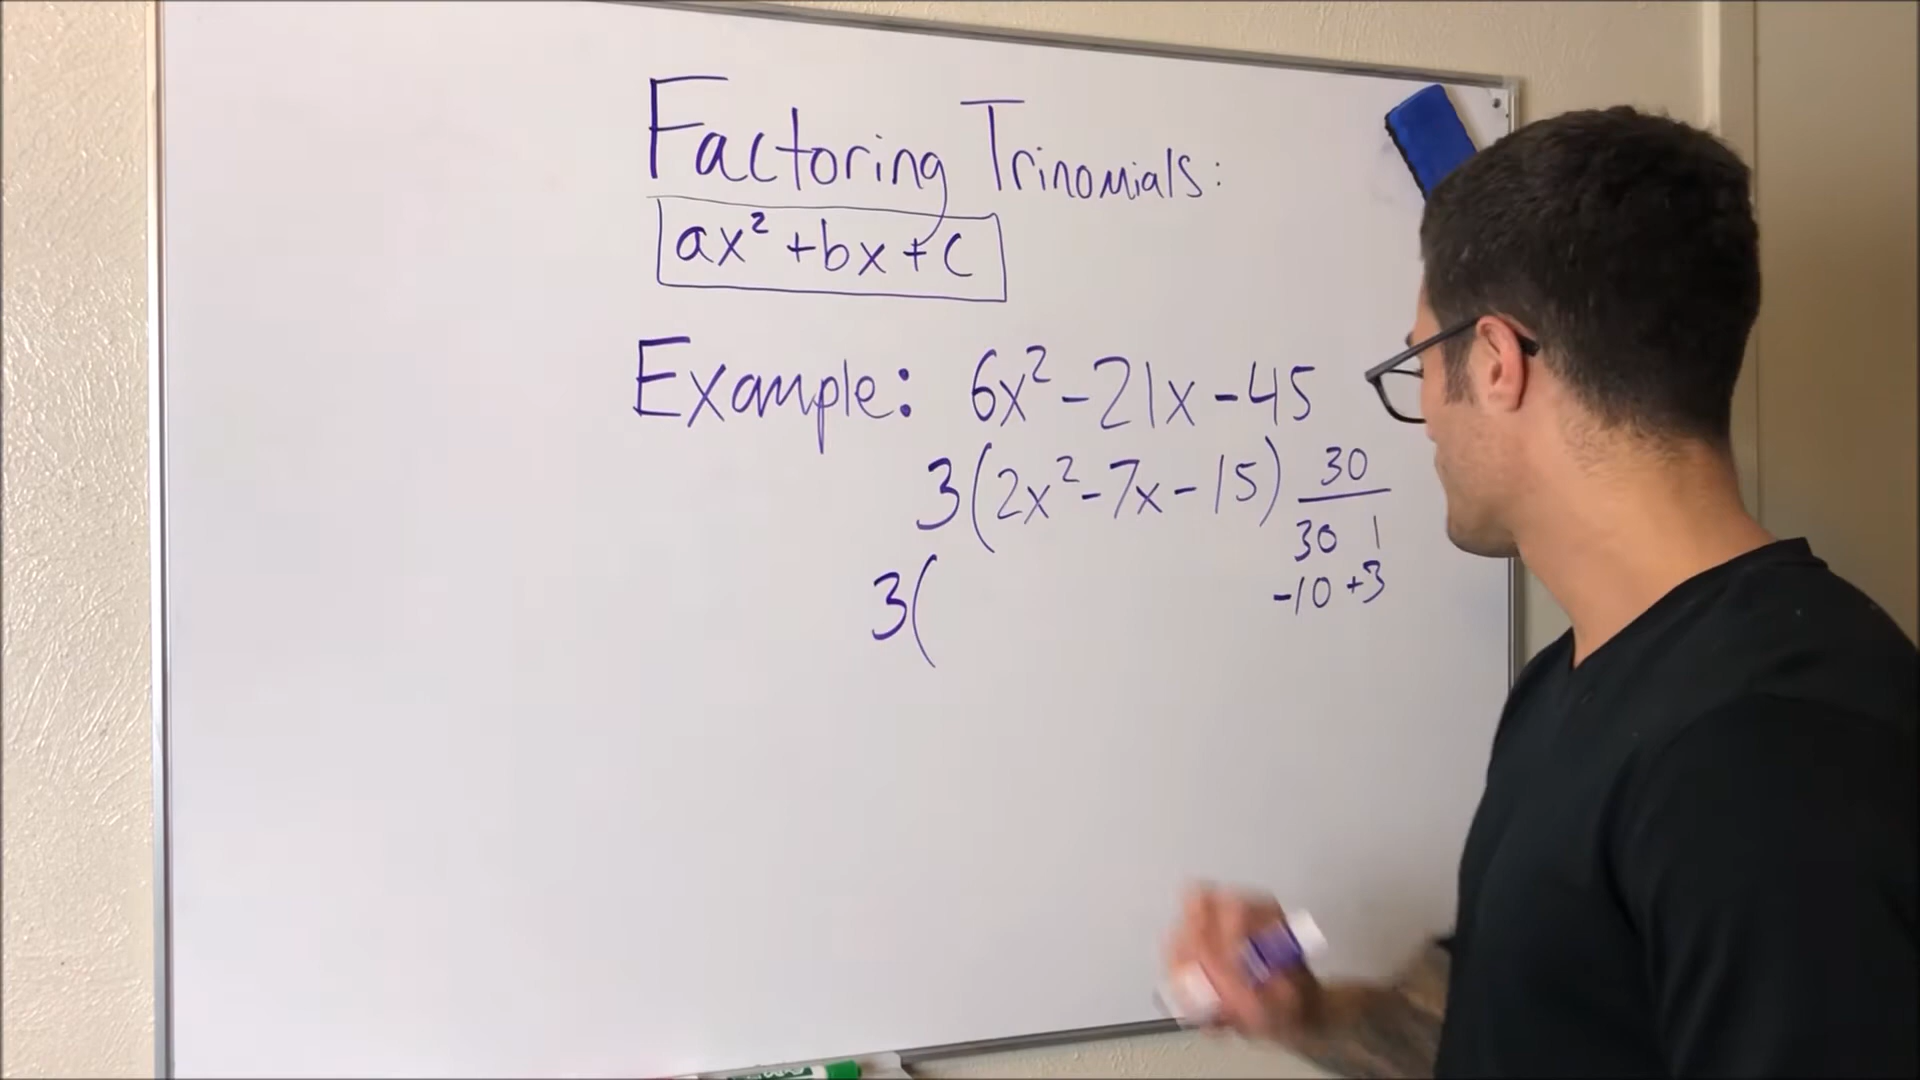 Factoring Trinomials:
ax² + bx + c
Example: 6x² - 21x - 45
3(2x² - 7x - 15) 30
30 1
-10 +3
3(